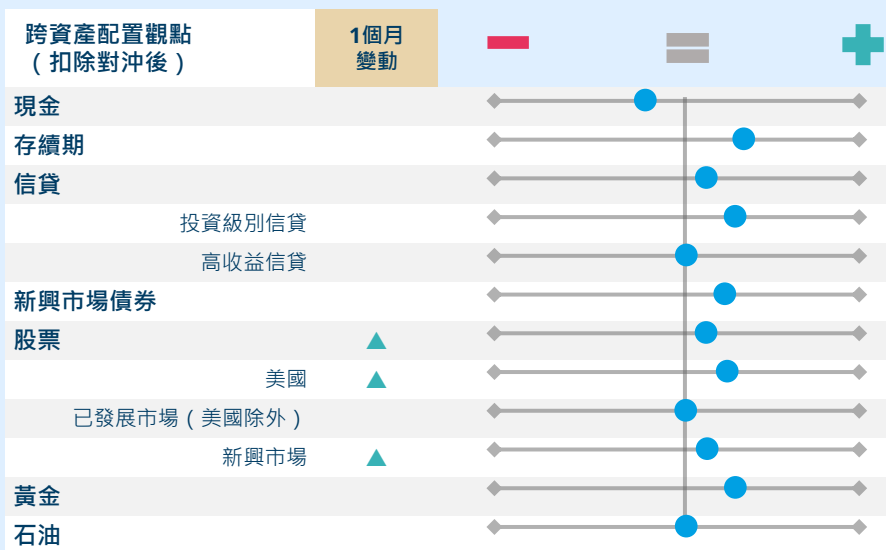 跨資產配置觀點
（扣除對沖後）
1個月
變動
現金
存續期
信貸
投資級別信貸
高收益信貸
新興市場債券
股票
美國
已發展市場（美國除外）
新興市場
黃金
石油